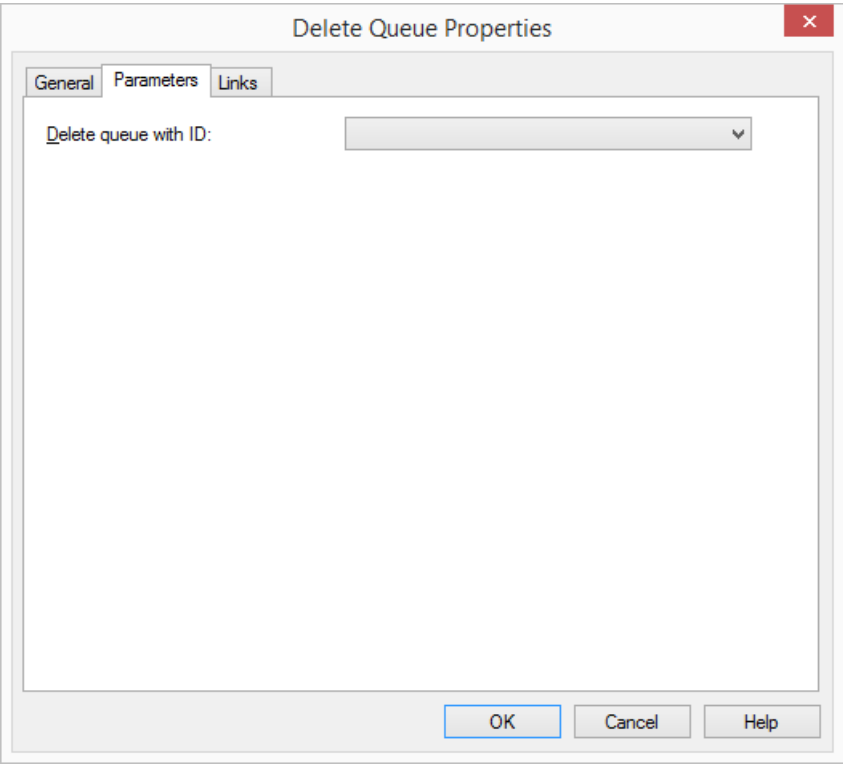 Delete Queue Properties
General Parameters Links
Delete queue with ID:
OK Cancel Help